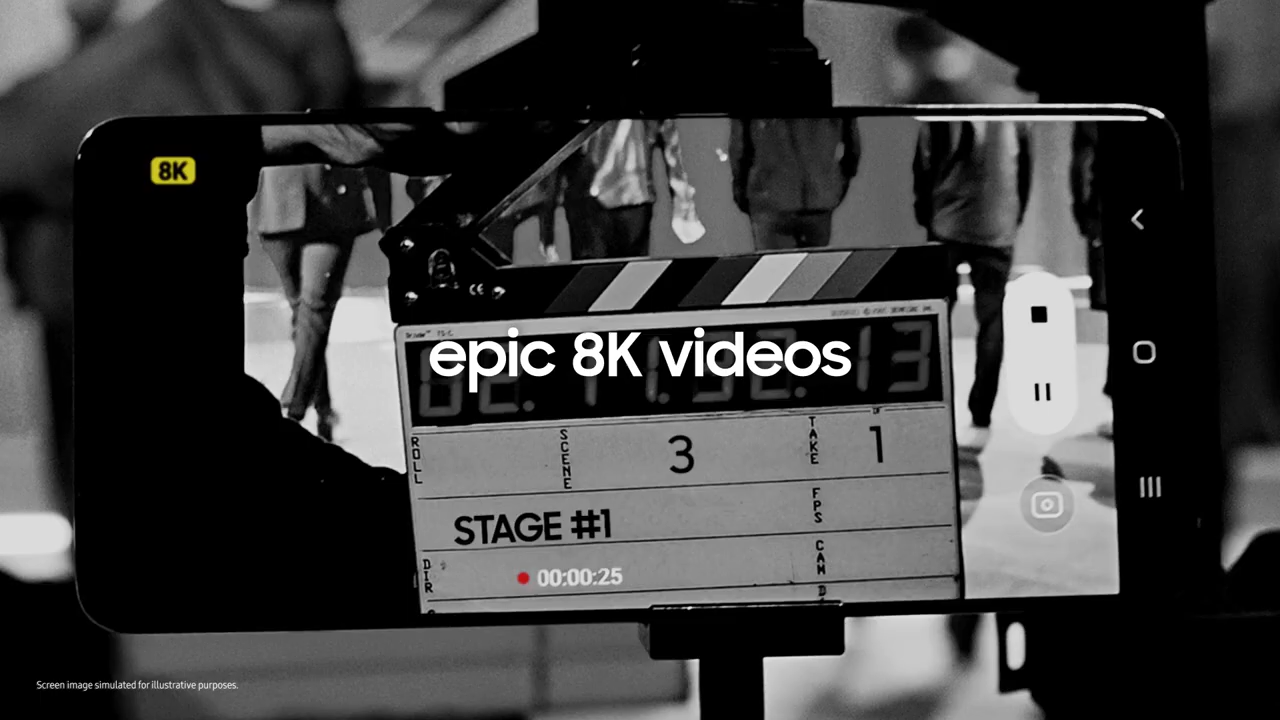 8K
CE
epic 8K videos
ROLL
SCENE
3
TAKE
1
STAGE #1
FPS
DIR
CAM
00:00:25
Screen image simulated for illustrative purposes.